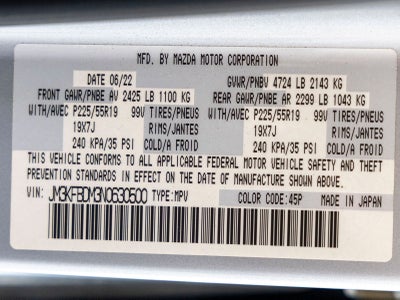 MFD. BY MAZDA MOTOR CORPORATION
DATE 06/22 GVWR/PNBV 4724 LB 2143 KG
FRONT GAWR/PNBE AV 2425 LB 1100 KG REAR GAWR/PNBE AR 2299 LB 1043 KG
WITH/AVEC P225/55R19 99V TIRES/PNEUS WITH/AVEC P225/55R19 99V TIRES/PNEUS
19X7J RIMS/JANTES 19X7J RIMS/JANTES
240 KPA/35 PSI COLD/A FROID 240 KPA/35 PSI COLD/A FROID
THIS VEHICLE CONFORMS TO ALL APPLICABLE FEDERAL MOTOR VEHICLE SAFETY AND THEFT
PREVENTION STANDARDS IN EFFECT ON THE DATE OF MANUFACTURE SHOWN ABOVE.
VIN: JM3KFBDM3N0630500 TYPE:MPV COLOR CODE:45P MADE IN JAPAN